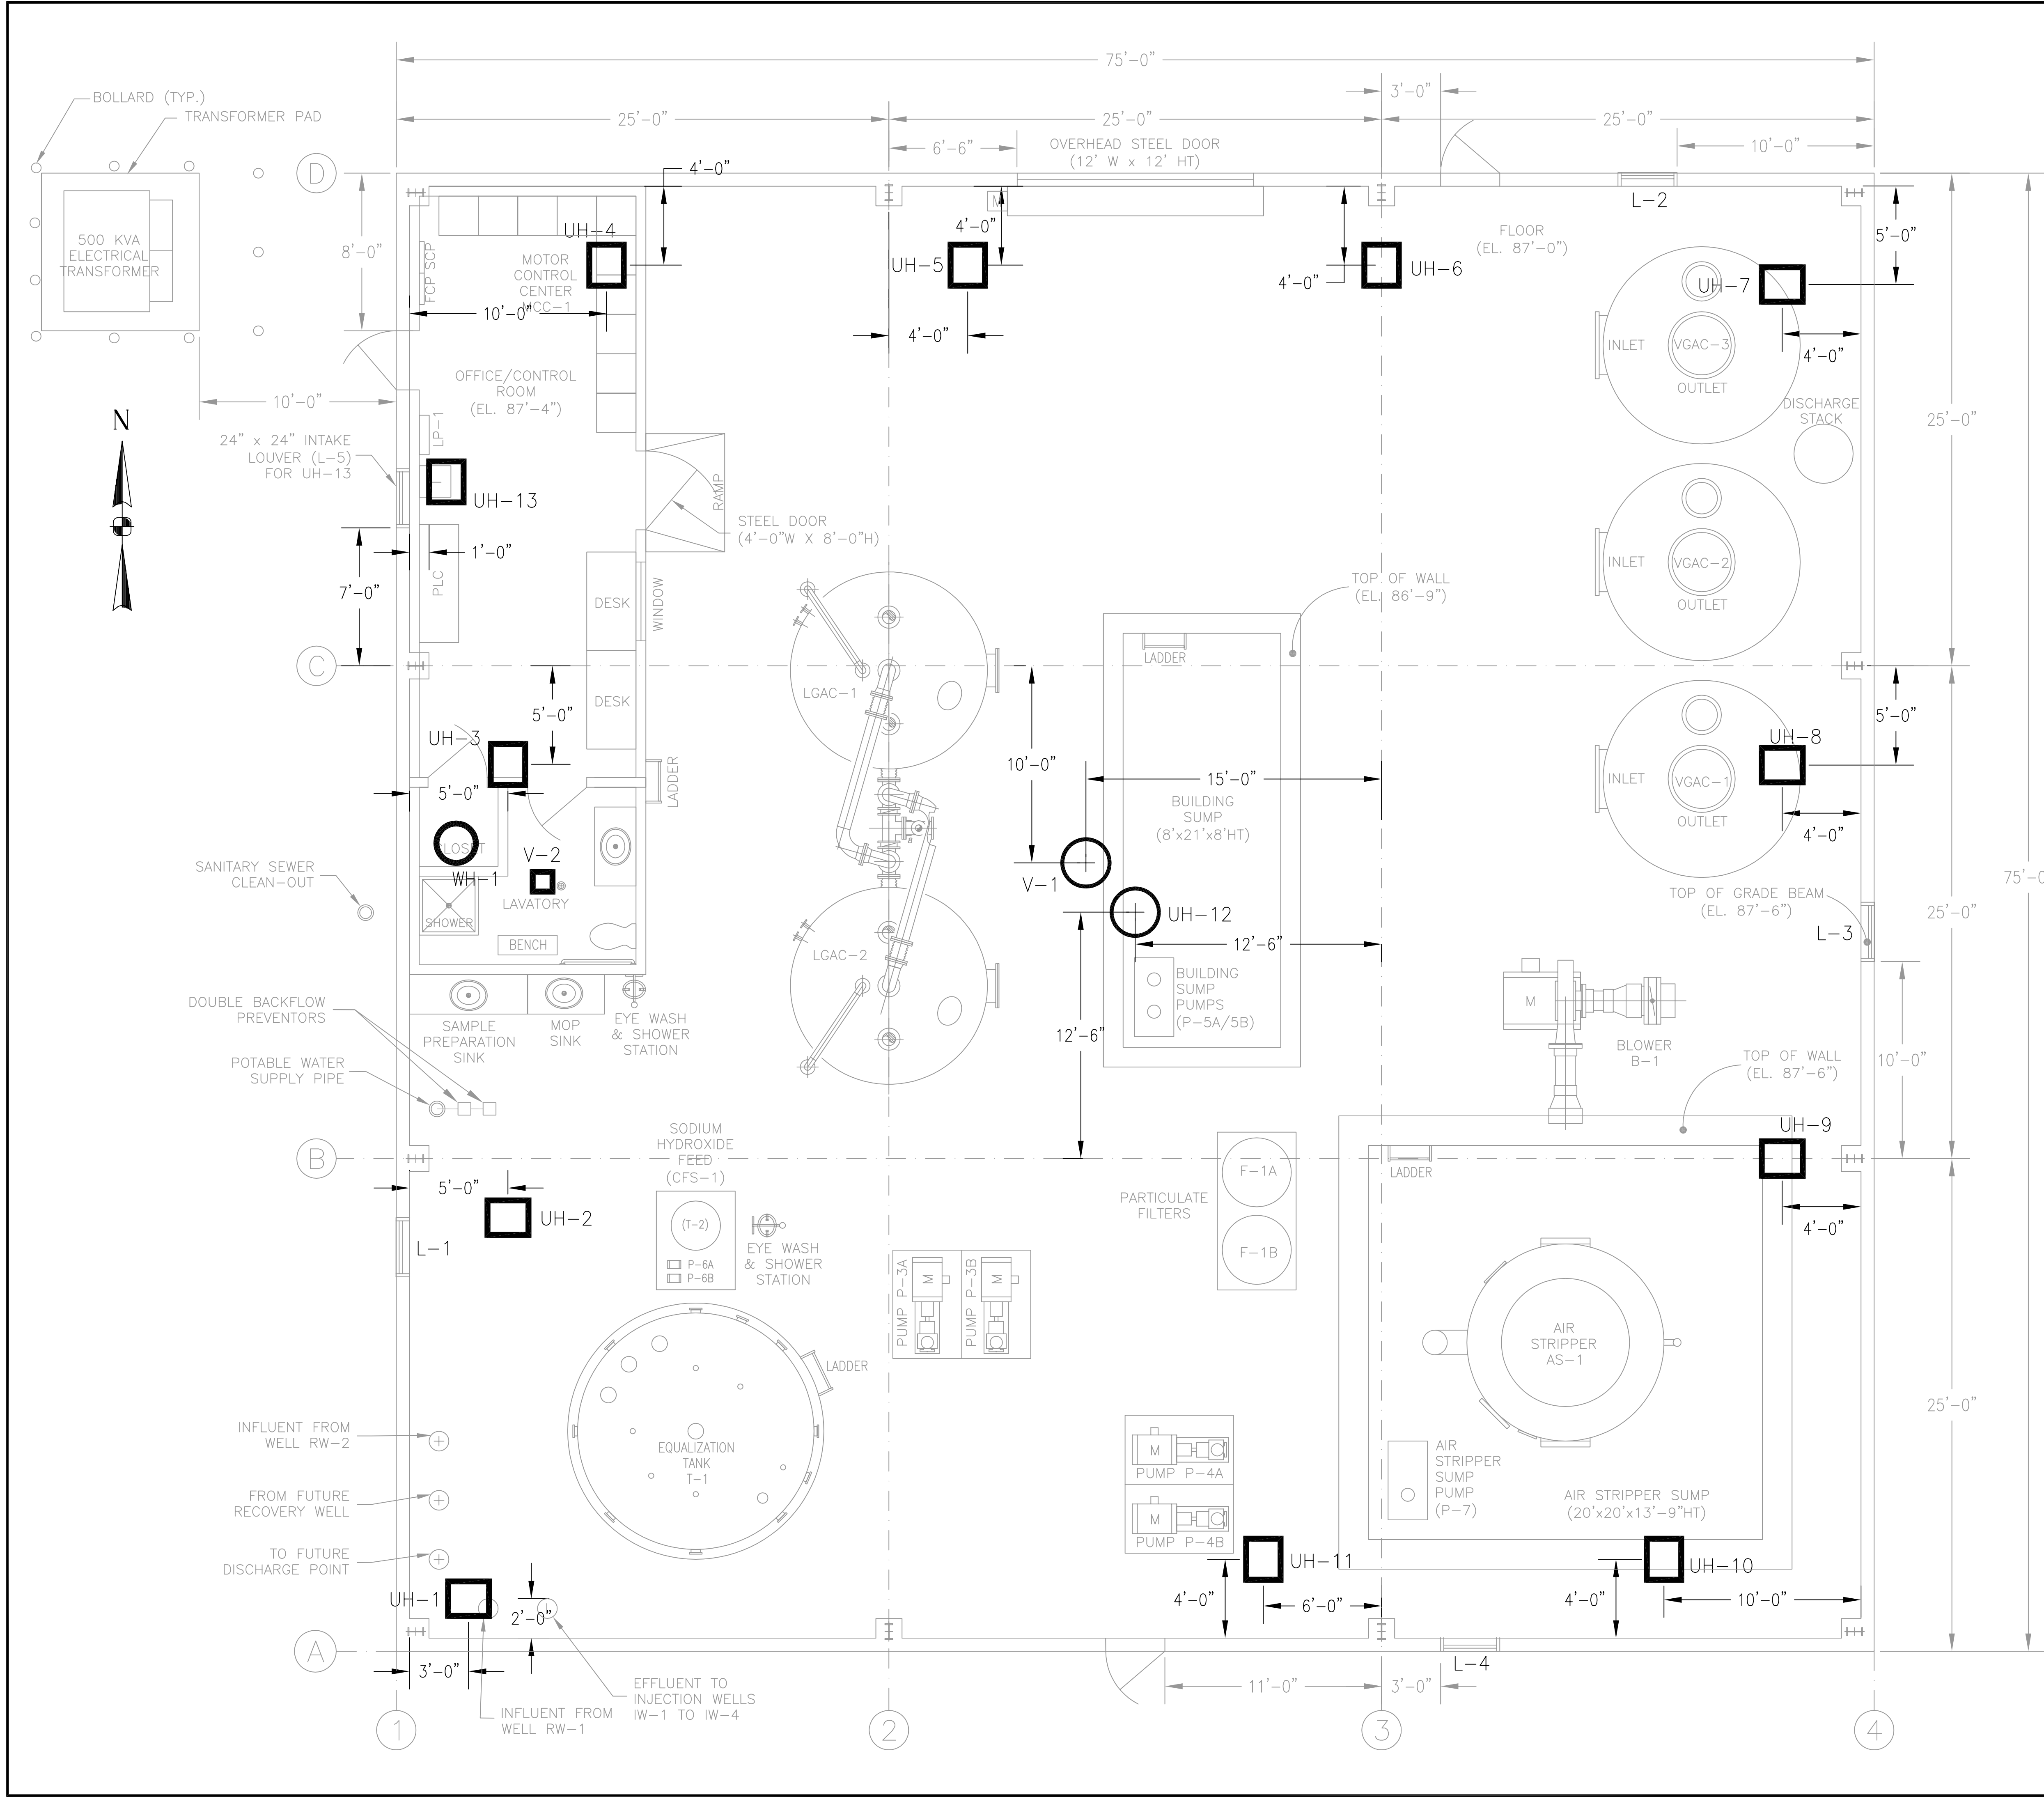 75'-0"
3'-0"
BOLLARD (TYP.)
TRANSFORMER PAD
25'-0"
25'-0"
25'-0"
6'-6"
OVERHEAD STEEL DOOR
(12' W x 12' HT)
10'-0"
4'-0"
D
M
L-2
500 KVA
ELECTRICAL
TRANSFORMER
8'-0"
FCP SCP
UH-4
MOTOR
CONTROL
CENTER
MCC-1
10'-0"
4'-0"
UH-5
4'-0"
4'-0"
UH-6
FLOOR
(EL. 87'-0")
5'-0"
UH-7
4'-0"
INLET
VGAC-3
OUTLET
OFFICE/CONTROL
ROOM
(EL. 87'-4")
10'-0"
N
DISCHARGE
STACK
25'-0"
24" x 24" INTAKE
LOUVER (L-5)
FOR UH-13
LP-1
UH-13
RAMP
STEEL DOOR
(4'-0"W X 8'-0"H)
1'-0"
7'-0"
PLC
DESK
WINDOW
INLET
VGAC-2
OUTLET
TOP OF WALL
(EL. 86'-9")
C
LADDER
LGAC-1
DESK
5'-0"
5'-0"
UH-3
UH-8
10'-0"
15'-0"
LADDER
5'-0"
INLET
VGAC-1
OUTLET
4'-0"
BUILDING
SUMP
(8'x21'x8'HT)
CLOSET
V-2
WH-1
SANITARY SEWER
CLEAN-OUT
V-1
75'-0
LAVATORY
SHOWER
BENCH
UH-12
12'-6"
TOP OF GRADE BEAM
(EL. 87'-6")
25'-0"
L-3
LGAC-2
BUILDING
SUMP
PUMPS
(P-5A/5B)
DOUBLE BACKFLOW
PREVENTORS
M
SAMPLE
PREPARATION
SINK
MOP
SINK
EYE WASH
& SHOWER
STATION
12'-6"
BLOWER
B-1
TOP OF WALL
(EL. 87'-6")
10'-0"
POTABLE WATER
SUPPLY PIPE
SODIUM
HYDROXIDE
FEED
(CFS-1)
UH-9
B
F-1A
LADDER
5'-0"
UH-2
PARTICULATE
FILTERS
4'-0"
(T-2)
L-1
P-6A
P-6B
EYE WASH
& SHOWER
STATION
F-1B
PUMP P-3A
M
PUMP P-3B
M
AIR
STRIPPER
AS-1
LADDER
25'-0"
INFLUENT FROM
WELL RW-2
EQUALIZATION
TANK
T-1
M
PUMP P-4A
AIR
STRIPPER
SUMP
PUMP
(P-7)
FROM FUTURE
RECOVERY WELL
AIR STRIPPER SUMP
(20'x20'x13'-9"HT)
M
PUMP P-4B
TO FUTURE
DISCHARGE POINT
UH-11
UH-10
UH-1
2'-0"
4'-0"
6'-0"
4'-0"
10'-0"
A
3'-0"
L-4
11'-0"
3'-0"
EFFLUENT TO
INJECTION WELLS
IW-1 TO IW-4
INFLUENT FROM
WELL RW-1
1
2
3
4